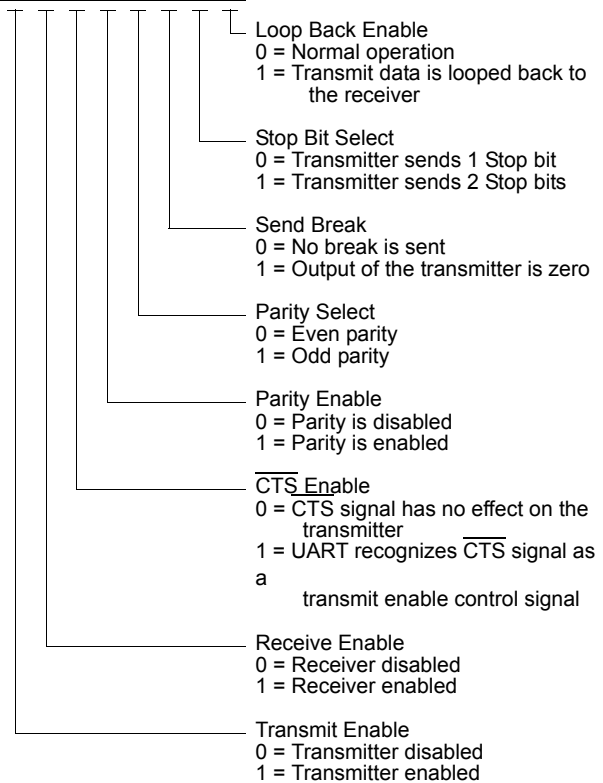 Loop Back Enable
0 = Normal operation
1 = Transmit data is looped back to
the receiver
Stop Bit Select
0 = Transmitter sends 1 Stop bit
1 = Transmitter sends 2 Stop bits
Send Break
0 = No break is sent
1 = Output of the transmitter is zero
Parity Select
0 = Even parity
1 = Odd parity
Parity Enable
0 = Parity is disabled
1 = Parity is enabled
CTS Enable
0 = CTS signal has no effect on the
transmitter
1 = UART recognizes CTS signal as
a
transmit enable control signal
Receive Enable
0 = Receiver disabled
1 = Receiver enabled
Transmit Enable
0 = Transmitter disabled
1 = Transmitter enabled